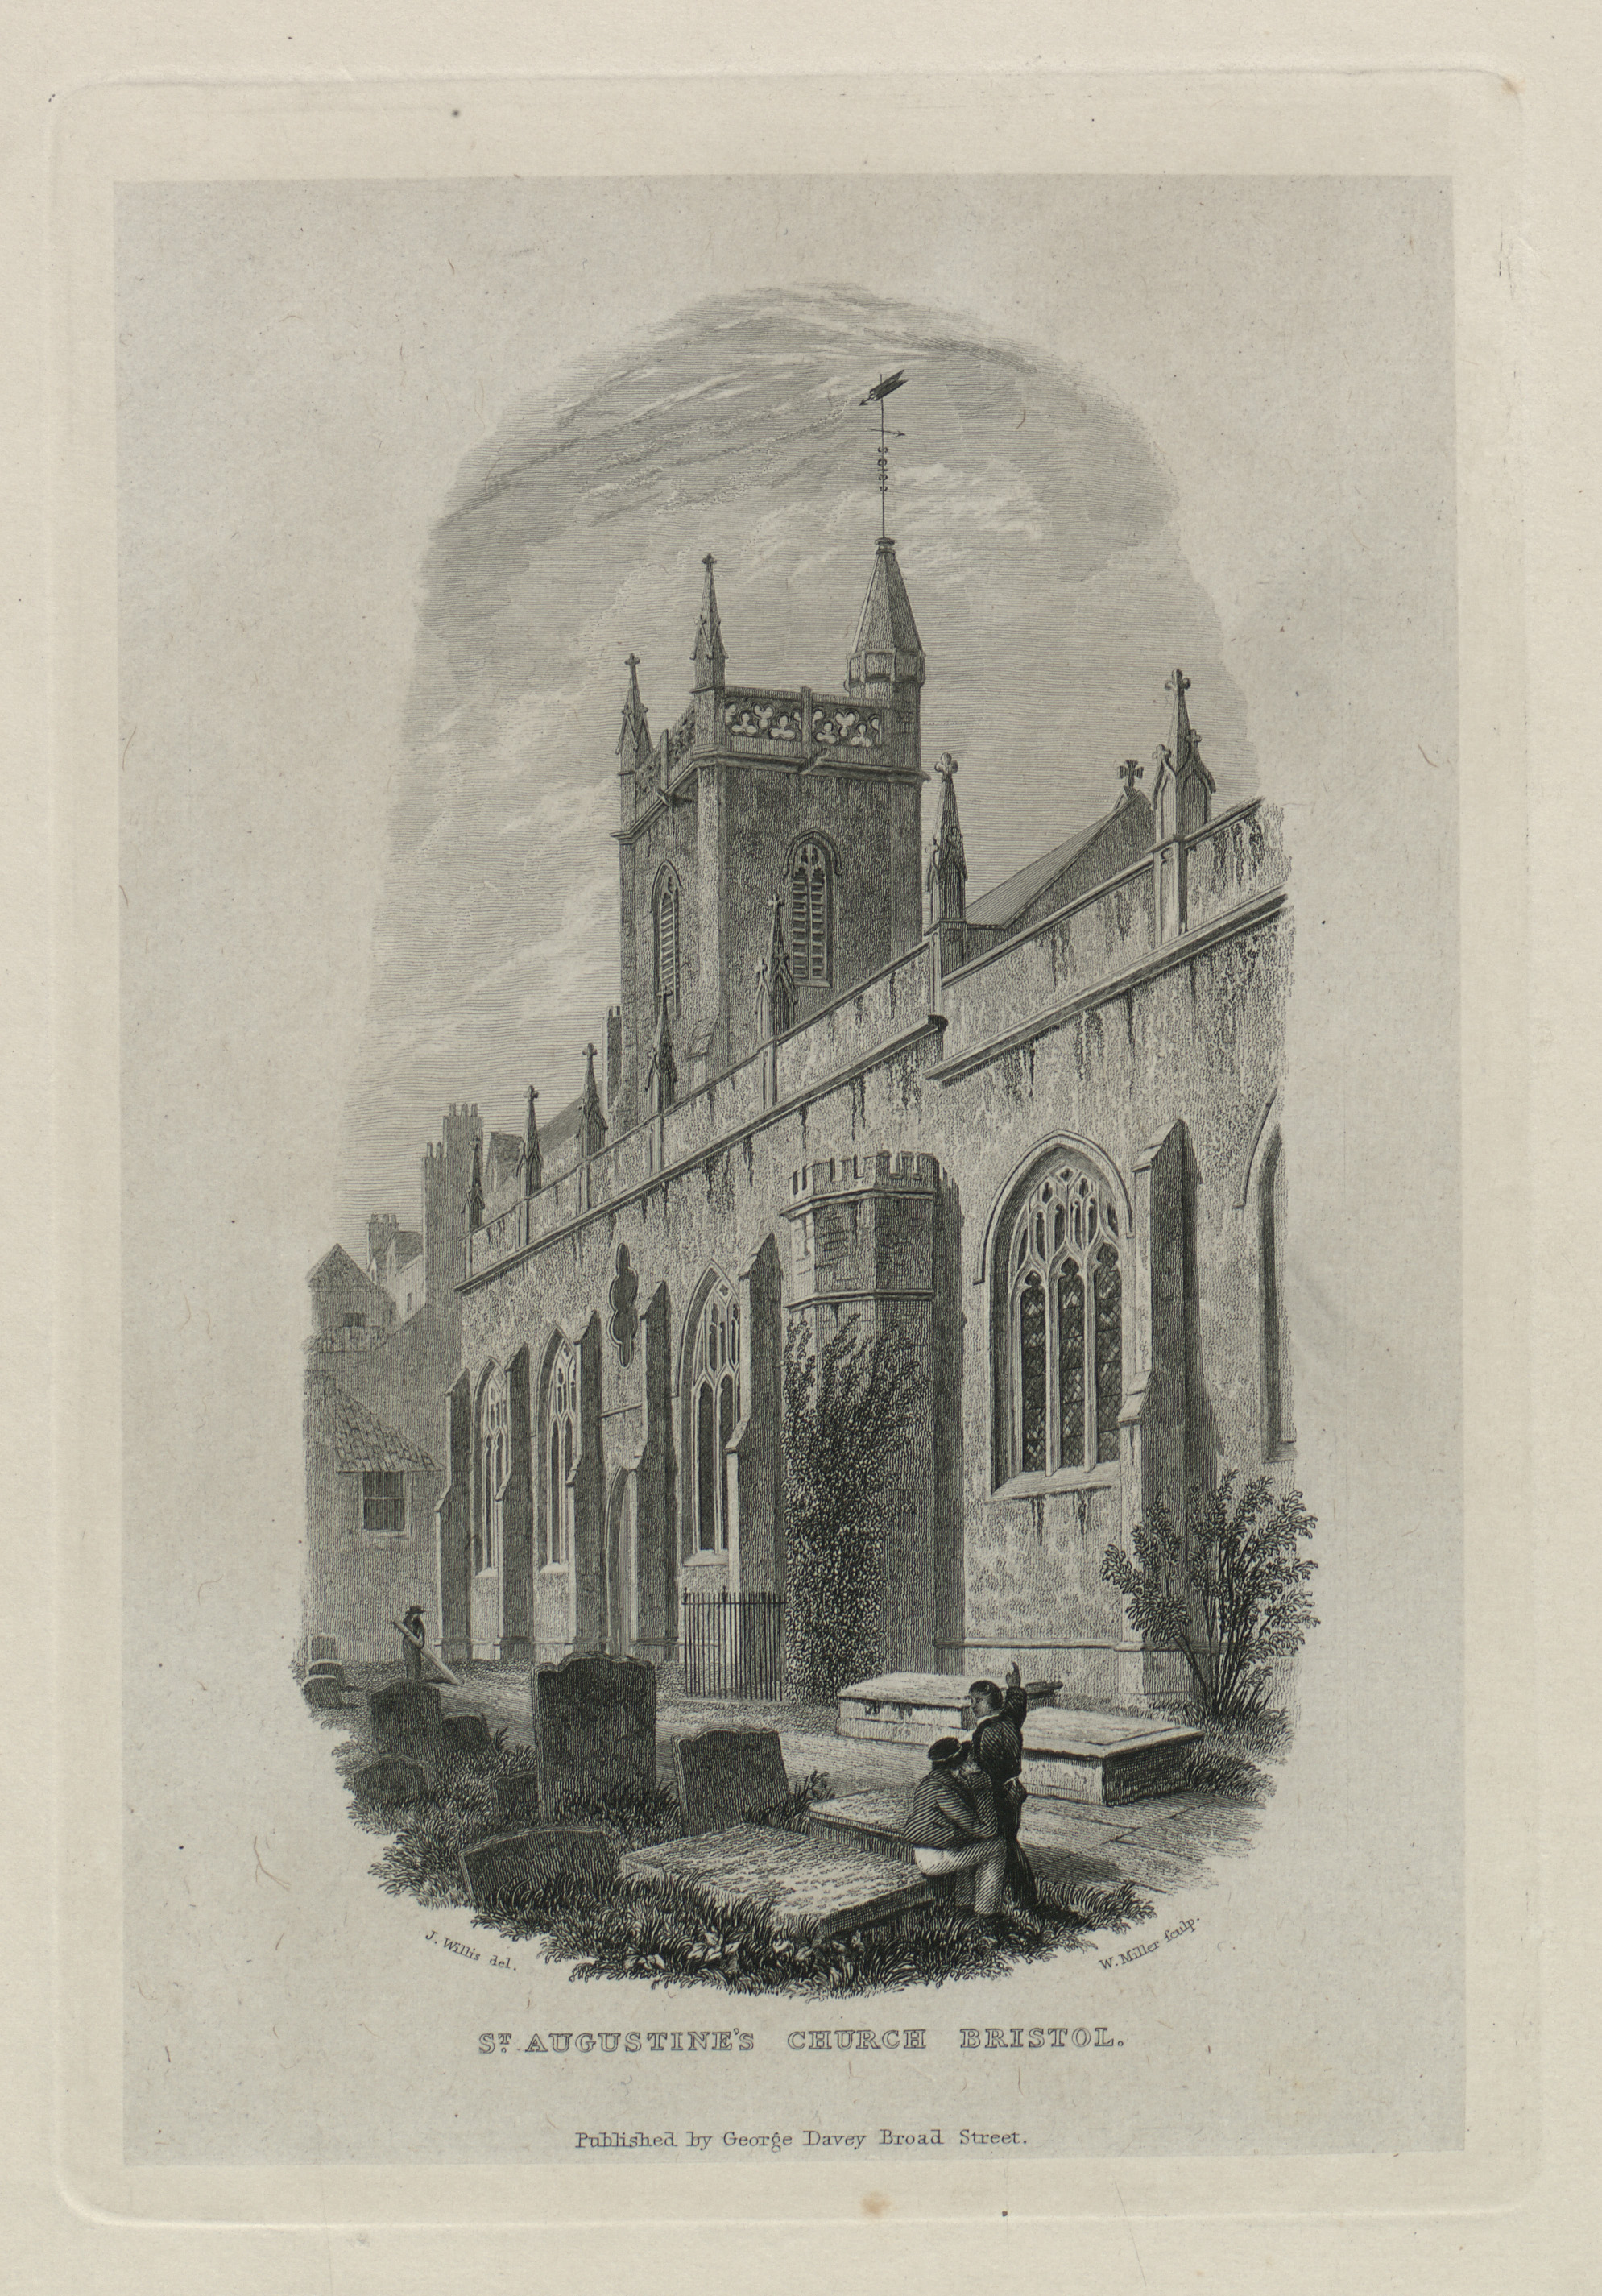 J. Willis del.
W. Miller sculp.
ST. AUGUSTINE'S CHURCH BRISTOL.
Published by George Davey Broad Street.